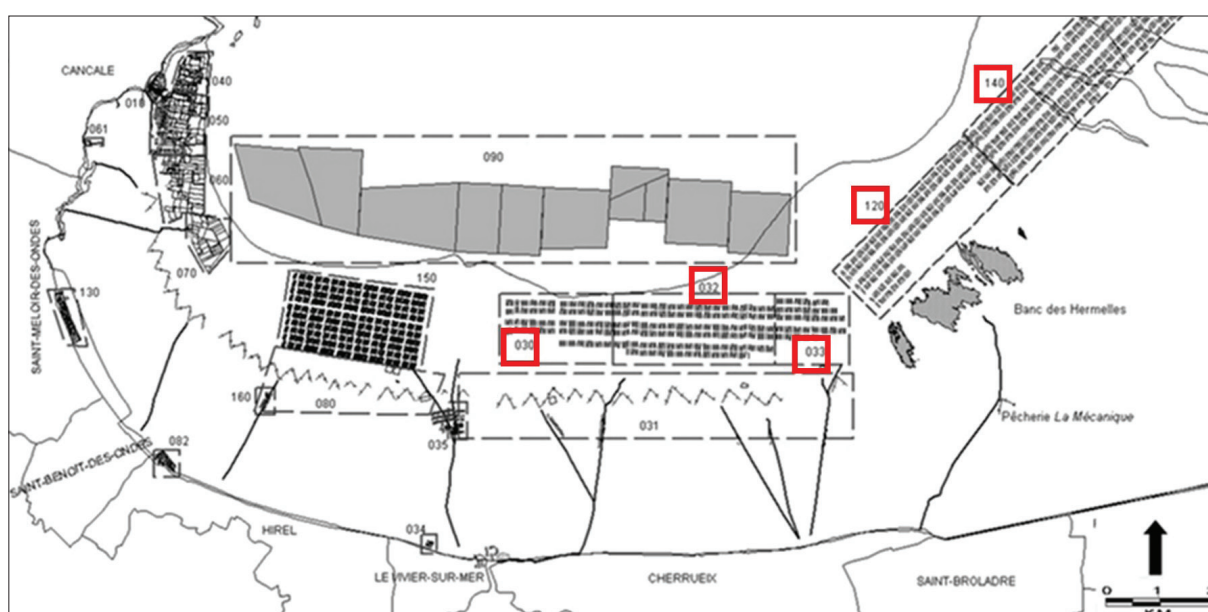 CANCALE
040
018
050
061
060
090
140
120
070
150
032
130
SAINT-MELOIR-DES-ONDES
030
033
Banc des Hermelles
160
080
031
035
Pêcherie La Mécanique
082
SAINT-BENOIT-DES-ONDES
HIREL
034
LE VIVIER-SUR-MER
CHERRUEIX
SAINT-BROLADRE
0 1